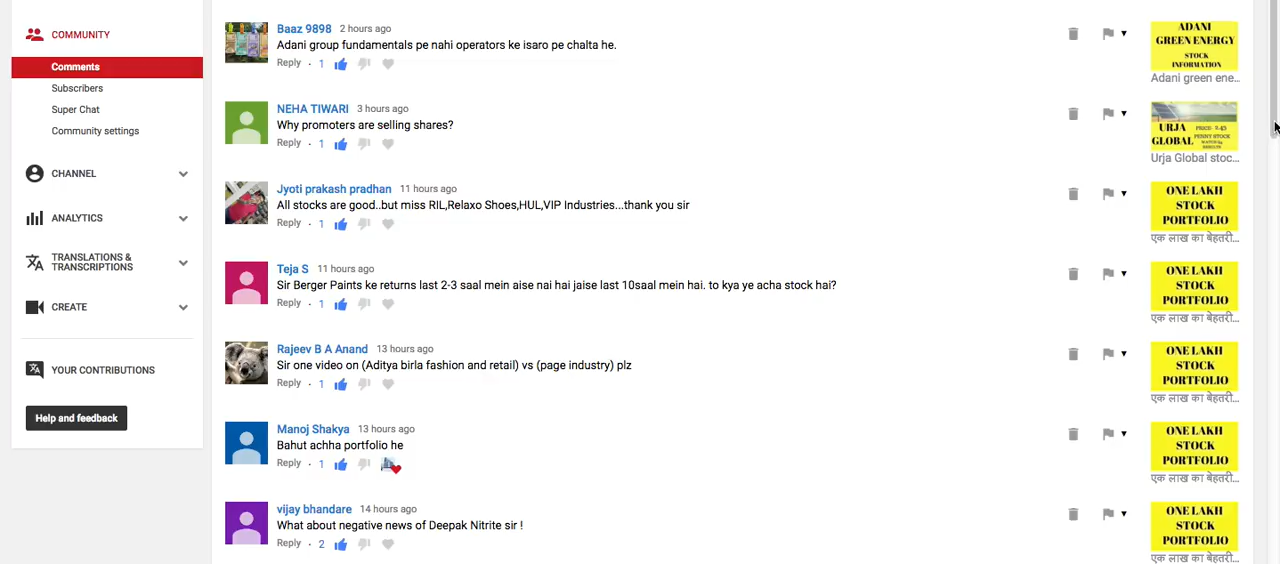 COMMUNITY
Comments
Subscribers
Super Chat
Community settings
CHANNEL
ANALYTICS
TRANSLATIONS &
TRANSCRIPTIONS
CREATE
YOUR CONTRIBUTIONS
Help and feedback
Baaz 9898 2 hours ago
Adani group fundamentals pe nahi operators ke isaro pe chalta he.
Reply · 1
ADANI
GREEN ENERGY
STOCK
INFORMATION
Adani green ene...
NEHA TIWARI 3 hours ago
Why promoters are selling shares?
Reply · 1
URJA
GLOBAL
PRICE- 2.45
PENNY STOCK
Urja Global stoc...
Jyoti prakash pradhan 11 hours ago
All stocks are good..but miss RIL,Relaxo Shoes,HUL,VIP Industries...thank you sir
Reply · 1
ONE LAKH
STOCK
PORTFOLIO
एक लाख का बेहतरी...
Teja S 11 hours ago
Sir Berger Paints ke returns last 2-3 saal mein aise nai hai jaise last 10saal mein hai. to kya ye acha stock hai?
Reply · 1
ONE LAKH
STOCK
PORTFOLIO
एक लाख का बेहतरी...
Rajeev B A Anand 13 hours ago
Sir one video on (Aditya birla fashion and retail) vs (page industry) plz
Reply · 1
ONE LAKH
STOCK
PORTFOLIO
एक लाख का बेहतरी...
Manoj Shakya 13 hours ago
Bahut achha portfolio he
Reply · 1
ONE LAKH
STOCK
PORTFOLIO
एक लाख का बेहतरी...
vijay bhandare 14 hours ago
What about negative news of Deepak Nitrite sir !
Reply · 2
ONE LAKH
STOCK
PORTFOLIO
एक लाख का बेहतरी...